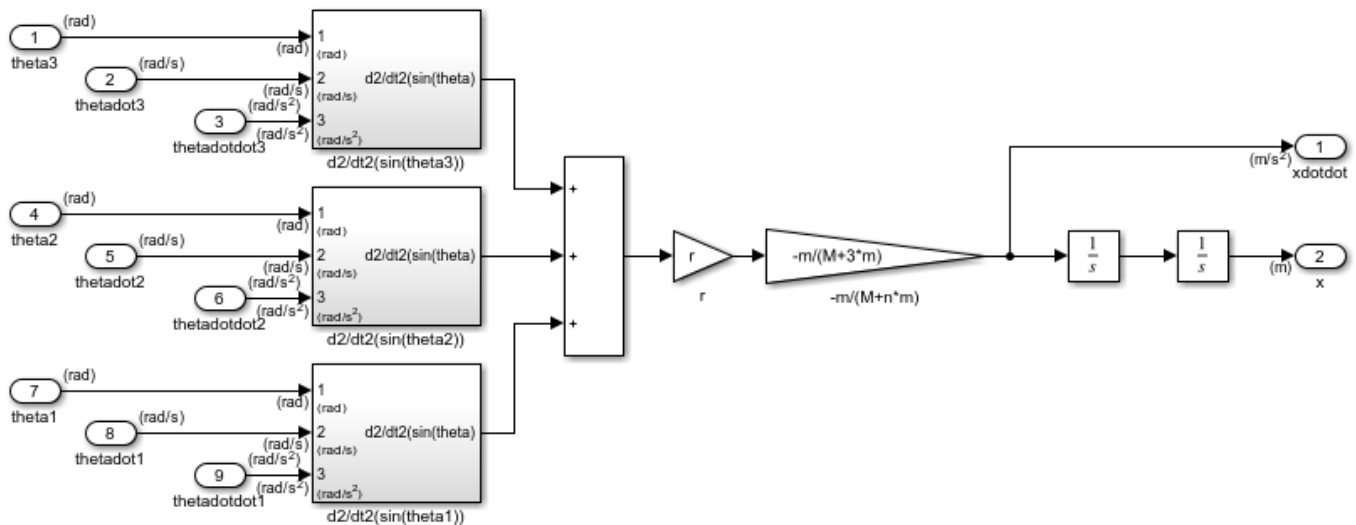 1
(rad)
theta3
2
(rad/s)
thetadot3
3
(rad/s²)
thetadotdot3
(rad)
(rad/s)
(rad/s²)
1
(rad)
2
(rad/s)
3
(rad/s²)
d2/dt2(sin(theta)
d2/dt2(sin(theta3))
4
(rad)
theta2
5
(rad/s)
thetadot2
6
(rad/s²)
thetadotdot2
(rad)
(rad/s)
(rad/s²)
1
(rad)
2
(rad/s)
3
(rad/s²)
d2/dt2(sin(theta)
d2/dt2(sin(theta2))
7
(rad)
theta1
8
(rad/s)
thetadot1
9
(rad/s²)
thetadotdot1
(rad)
(rad/s)
(rad/s²)
1
(rad)
2
(rad/s)
3
(rad/s²)
d2/dt2(sin(theta)
d2/dt2(sin(theta1))
+
+
+
r
r
-m/(M+3*m)
-m/(M+n*m)
1
s
1
s
(m/s²)
1
xdotdot
(m)
2
x